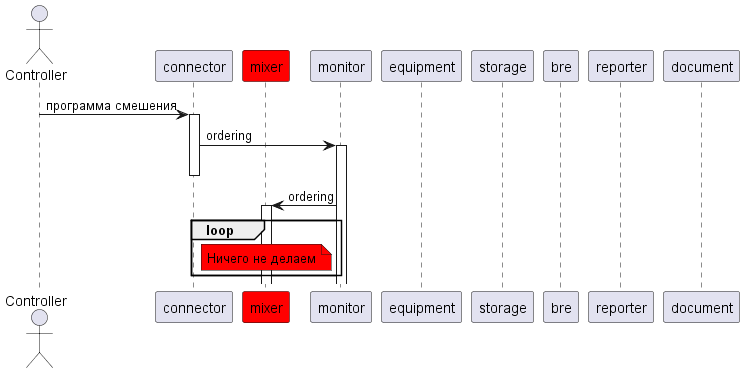 Controller
connector
mixer
monitor
equipment
storage
bre
reporter
document
программа смешения
ordering
ordering
loop
Ничего не делаем
Controller
connector
mixer
monitor
equipment
storage
bre
reporter
document